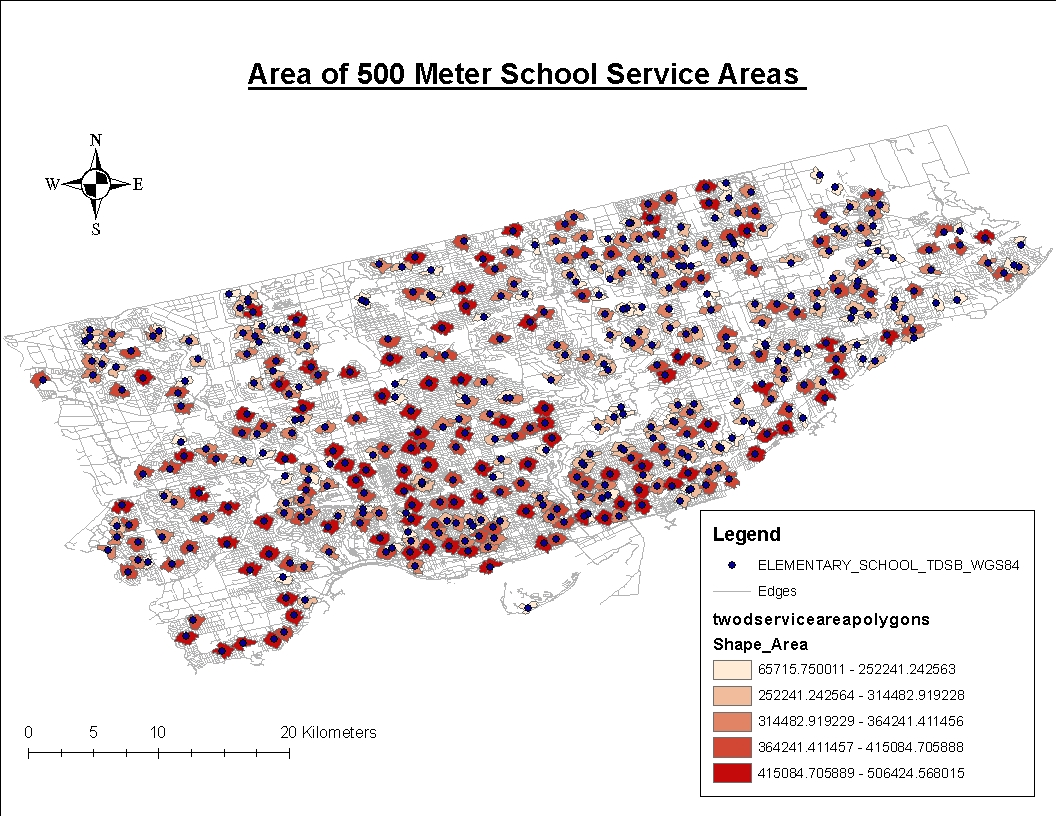 Area of 500 Meter School Service Areas
N
W E
S
Legend
ELEMENTARY_SCHOOL_TDSB_WGS84
Edges
twodserviceareapolygons
Shape_Area
65715.750011 - 252241.242563
252241.242564 - 314482.919228
314482.919229 - 364241.411456
364241.411457 - 415084.705888
415084.705889 - 506424.568015
0 5 10 20 Kilometers